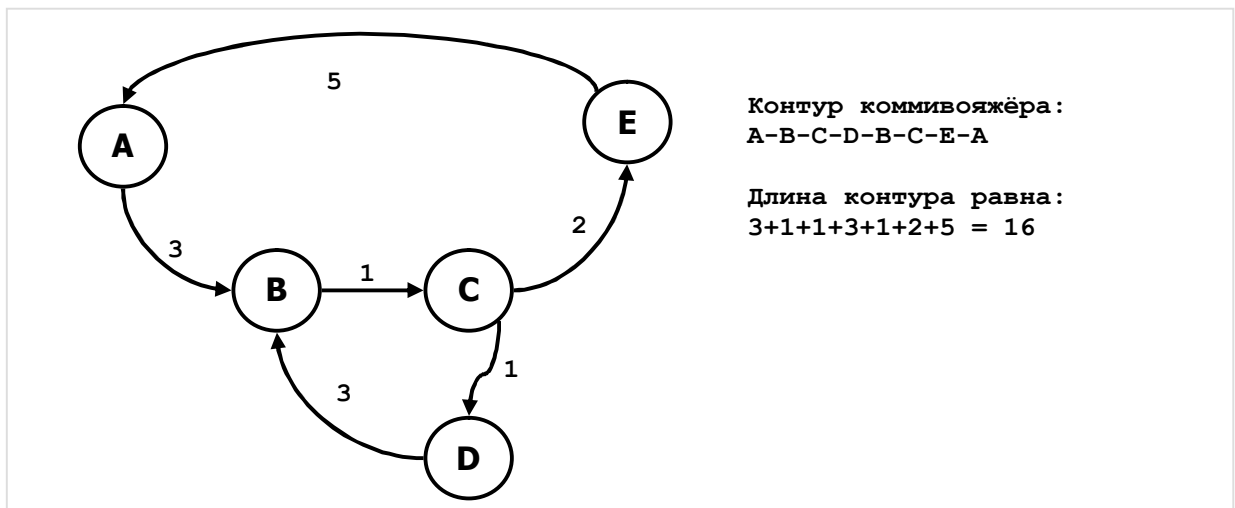 5
A
E
Контур коммивояжёра:
A-B-C-D-B-C-E-A
Длина контура равна:
3+1+1+3+1+2+5 = 16
3
2
1
B
C
1
3
D